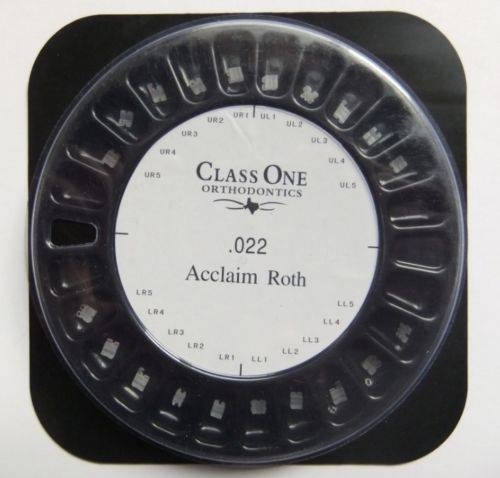 UR1 UL1
UR2 UL2
UR3 UL3
UR4 UL4
UR5 UL5
CLASS ONE
ORTHODONTICS
.022
Acclaim Roth
LR5 LL5
LR4 LL4
LR3 LL3
LR2 LL2
LR1 LL1